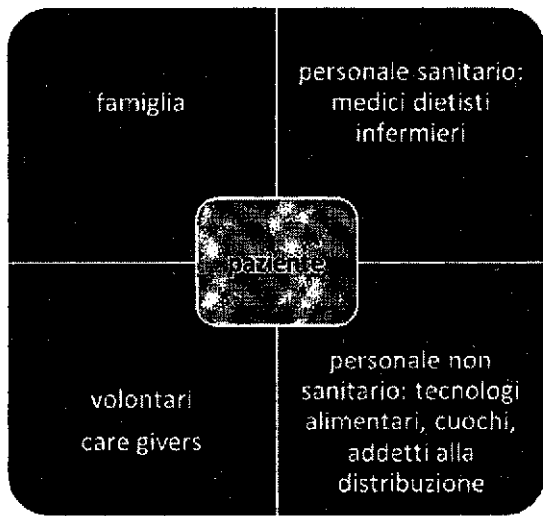 famiglia
personale sanitario:
medici dietisti
infermieri
paziente
volontari
care givers
personale non
sanitario: tecnologi
alimentari, cuochi,
addetti alla
distribuzione